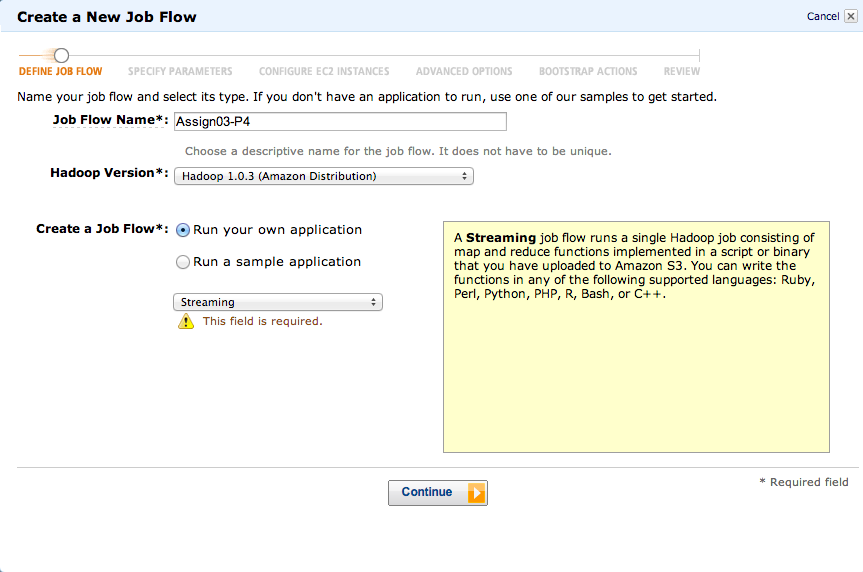 Create a New Job Flow
Cancel
DEFINE JOB FLOW SPECIFY PARAMETERS CONFIGURE EC2 INSTANCES ADVANCED OPTIONS BOOTSTRAP ACTIONS REVIEW
Name your job flow and select its type. If you don't have an application to run, use one of our samples to get started.
Job Flow Name*: Assign03-P4
Choose a descriptive name for the job flow. It does not have to be unique.
Hadoop Version*: Hadoop 1.0.3 (Amazon Distribution)
Create a Job Flow*: Run your own application
Run a sample application
Streaming
This field is required.
A Streaming job flow runs a single Hadoop job consisting of
map and reduce functions implemented in a script or binary
that you have uploaded to Amazon S3. You can write the
functions in any of the following supported languages: Ruby,
Perl, Python, PHP, R, Bash, or C++.
* Required field
Continue